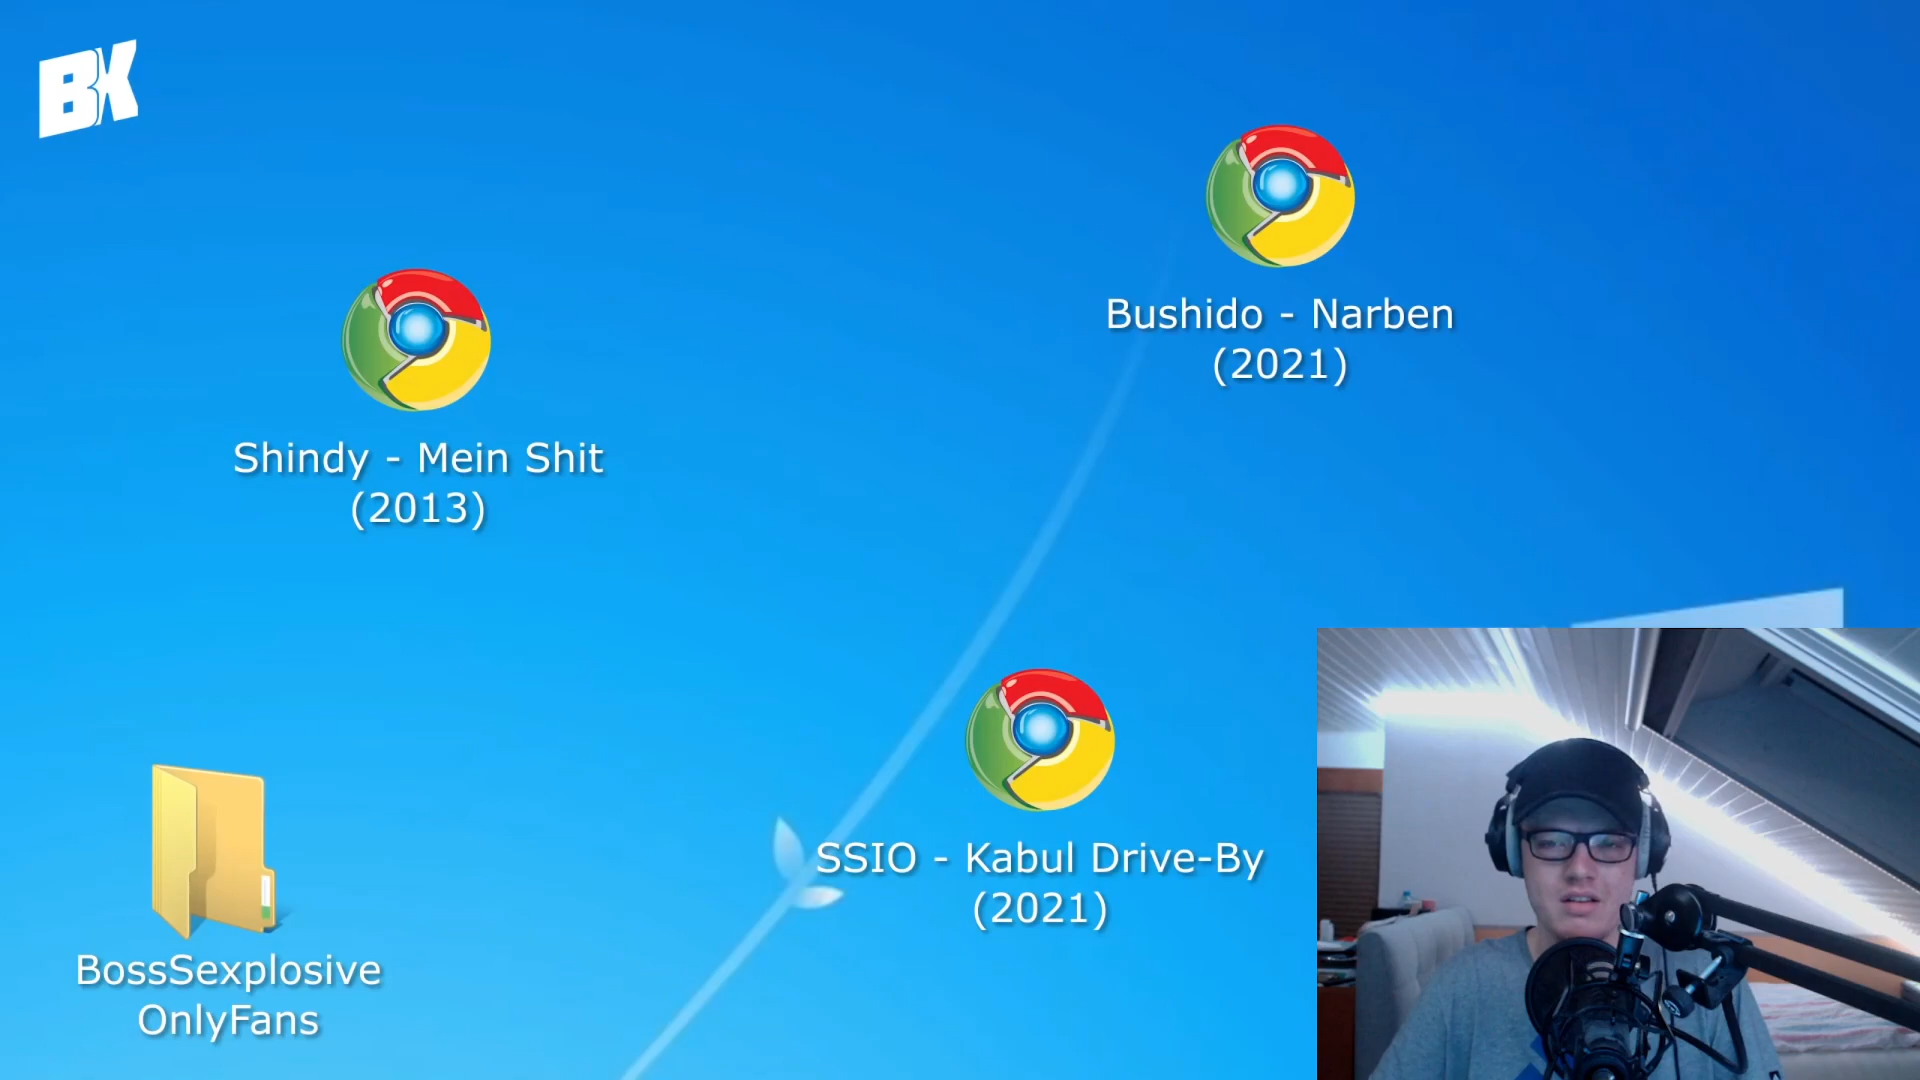 BK
Bushido - Narben
(2021)
Shindy - Mein Shit
(2013)
SSIO - Kabul Drive-By
(2021)
BossSexplosive
OnlyFans